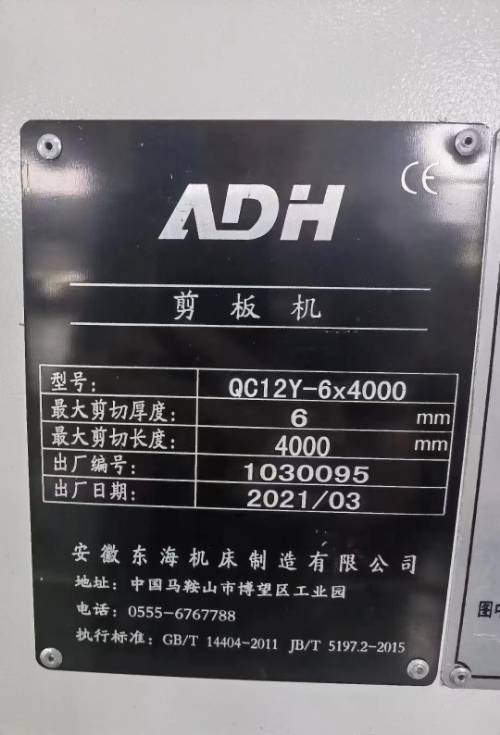 CE
ADH
剪板机
型号: QC12Y-6x4000
最大剪切厚度: 6 mm
最大剪切长度: 4000 mm
出厂编号: 1030095
出厂日期: 2021/03
安徽东海机床制造有限公司
地址: 中国马鞍山市博望区工业园
电话: 0555-6767788
执行标准: GB/T 14404-2011 JB/T 5197.2-2015
图中